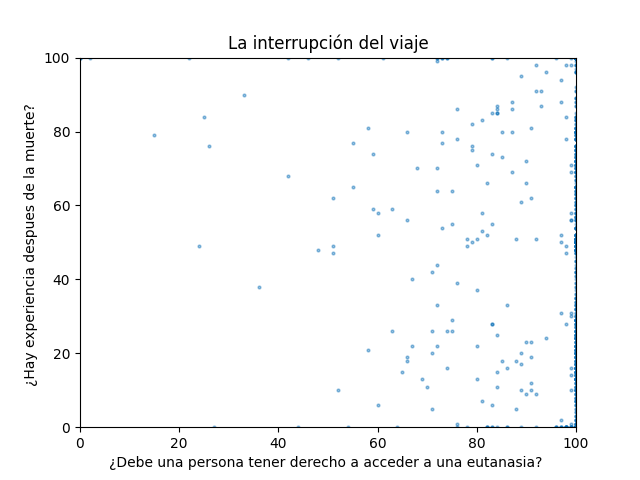 La interrupción del viaje
¿Hay experiencia despues de la muerte?
100
80
60
40
20
0
0 20 40 60 80 100
¿Debe una persona tener derecho a acceder a una eutanasia?